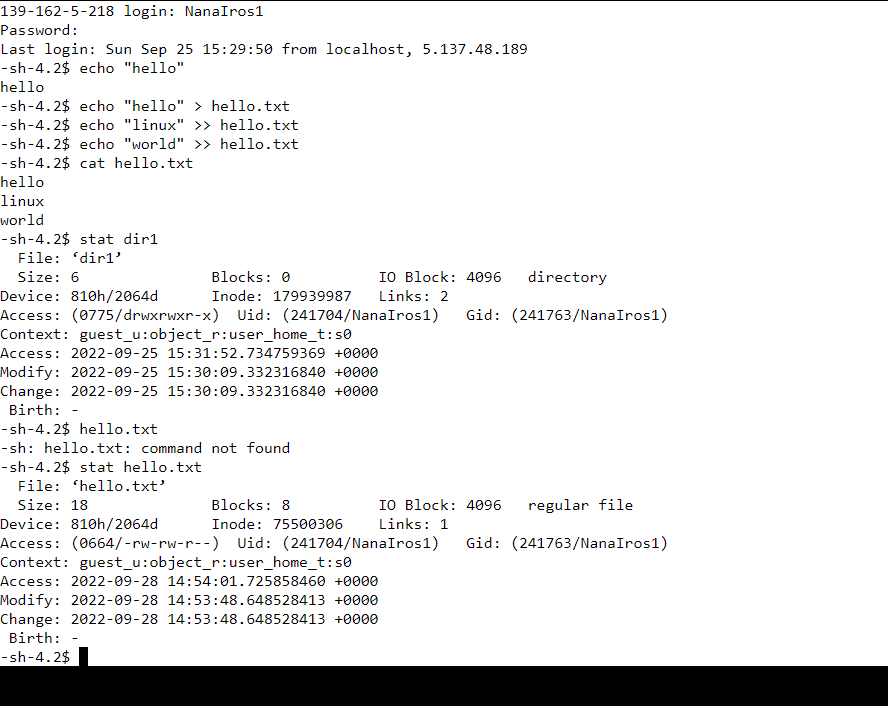 139-162-5-218 login: NanaIros1
Password:
Last login: Sun Sep 25 15:29:50 from localhost, 5.137.48.189
-sh-4.2$ echo "hello"
hello
-sh-4.2$ echo "hello" > hello.txt
-sh-4.2$ echo "linux" >> hello.txt
-sh-4.2$ echo "world" >> hello.txt
-sh-4.2$ cat hello.txt
hello
linux
world
-sh-4.2$ stat dir1
  File: ‘dir1’
  Size: 6               Blocks: 0          IO Block: 4096   directory
Device: 810h/2064d      Inode: 179939987   Links: 2
Access: (0775/drwxrwxr-x)  Uid: (241704/NanaIros1)   Gid: (241763/NanaIros1)
Context: guest_u:object_r:user_home_t:s0
Access: 2022-09-25 15:31:52.734759369 +0000
Modify: 2022-09-25 15:30:09.332316840 +0000
Change: 2022-09-25 15:30:09.332316840 +0000
 Birth: -
-sh-4.2$ hello.txt
-sh: hello.txt: command not found
-sh-4.2$ stat hello.txt
  File: ‘hello.txt’
  Size: 18              Blocks: 8          IO Block: 4096   regular file
Device: 810h/2064d      Inode: 75500306    Links: 1
Access: (0664/-rw-rw-r--)  Uid: (241704/NanaIros1)   Gid: (241763/NanaIros1)
Context: guest_u:object_r:user_home_t:s0
Access: 2022-09-28 14:54:01.725858460 +0000
Modify: 2022-09-28 14:53:48.648528413 +0000
Change: 2022-09-28 14:53:48.648528413 +0000
 Birth: -
-sh-4.2$